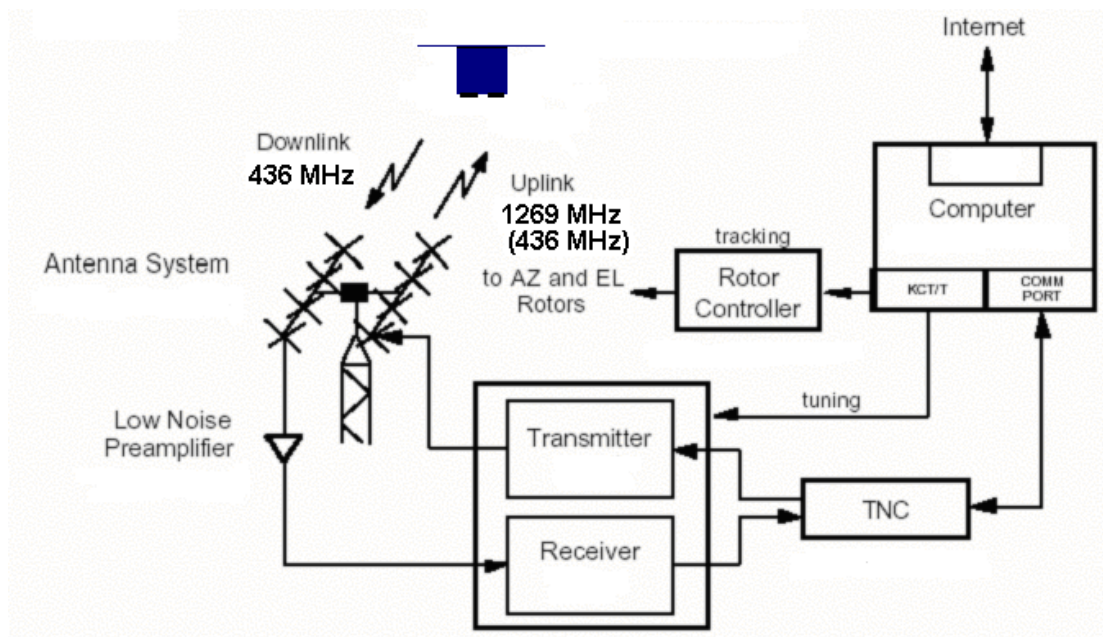 Internet
Downlink
436 MHz
Uplink
1269 MHz
(436 MHz)
Computer
tracking
Antenna System
to AZ and EL
Rotors
Rotor
Controller
KCT/T
COMM
PORT
tuning
Low Noise
Preamplifier
Transmitter
TNC
Receiver